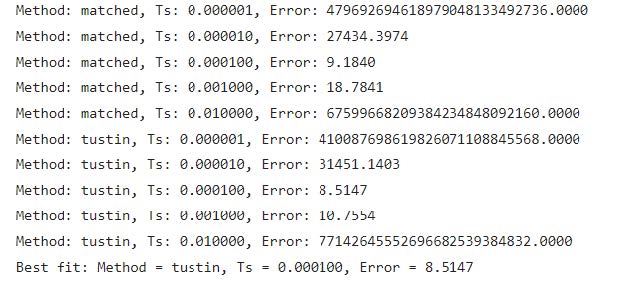 Method: matched, Ts: 0.000001, Error: 479692694618979048133492736.0000
Method: matched, Ts: 0.000010, Error: 27434.3974
Method: matched, Ts: 0.000100, Error: 9.1840
Method: matched, Ts: 0.001000, Error: 18.7841
Method: matched, Ts: 0.010000, Error: 67599668209384234848092160.0000
Method: tustin, Ts: 0.000001, Error: 410087698619826071108845568.0000
Method: tustin, Ts: 0.000010, Error: 31451.1403
Method: tustin, Ts: 0.000100, Error: 8.5147
Method: tustin, Ts: 0.001000, Error: 10.7554
Method: tustin, Ts: 0.010000, Error: 77142645552696682539384832.0000
Best fit: Method = tustin, Ts = 0.000100, Error = 8.5147